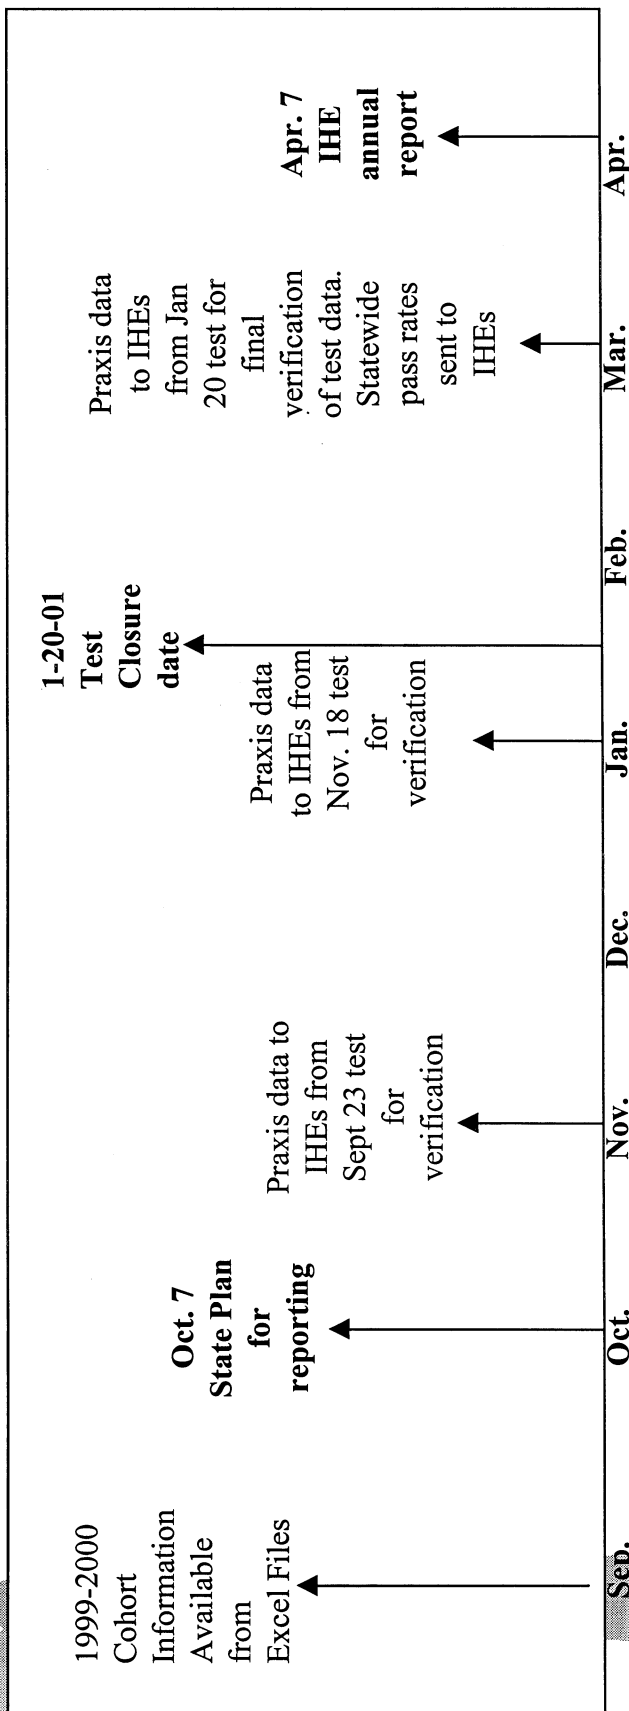 1999-2000
Cohort
Information
Available
from
Excel Files
Oct. 7
State Plan
for
reporting
Praxis data to
IHEs from
Sept 23 test
for
verification
Praxis data
to IHEs from
Nov. 18 test
for
verification
1-20-01
Test
Closure
date
Praxis data
to IHEs
from Jan
20 test for
final
verification
of test data.
Statewide
pass rates
sent to
IHEs
Apr. 7
IHE
annual
report
Sep.
Oct.
Nov.
Dec.
Jan.
Feb.
Mar.
Apr.